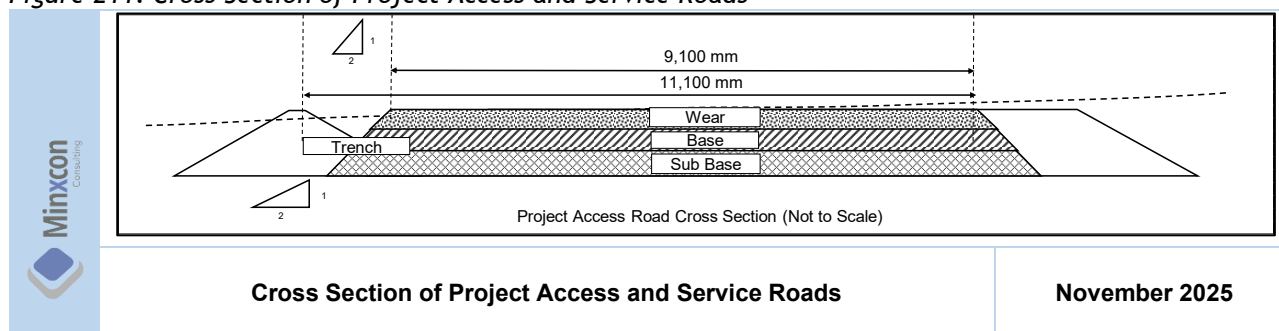 Figure 211: Cross Section of Project Access and Service Roads
1
2
9,100 mm
11,100 mm
Wear
Base
Sub Base
Trench
1
2
Project Access Road Cross Section (Not to Scale)
Minxcon
Consulting
Cross Section of Project Access and Service Roads
November 2025